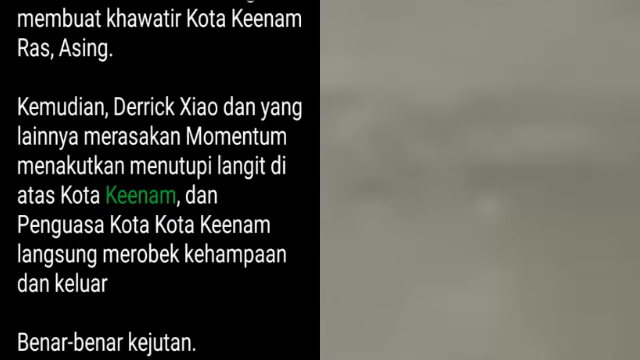 membuat khawatir Kota Keenam
Ras, Asing.
Kemudian, Derrick Xiao dan yang
lainnya merasakan Momentum
menakutkan menutupi langit di
atas Kota Keenam, dan
Penguasa Kota Kota Keenam
langsung merobek kehampaan
dan keluar
Benar-benar kejutan.